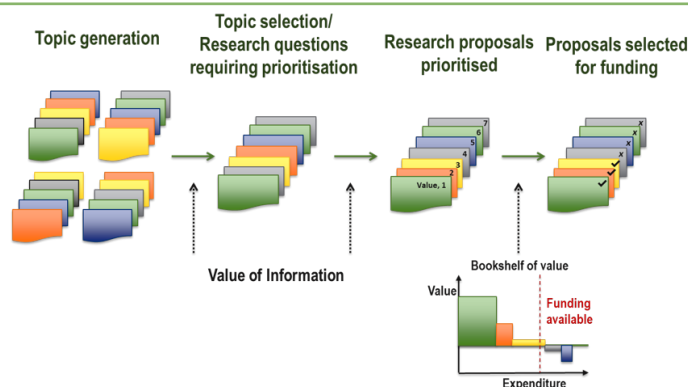 Topic generation
Topic selection/
Research questions
requiring prioritisation
Research proposals
prioritised
Proposals selected
for funding
7
6
5
4
3
2
Value, 1
x
x
x
x
✓
✓
✓
Value of Information
Bookshelf of value
Value
Funding
available
Expenditure